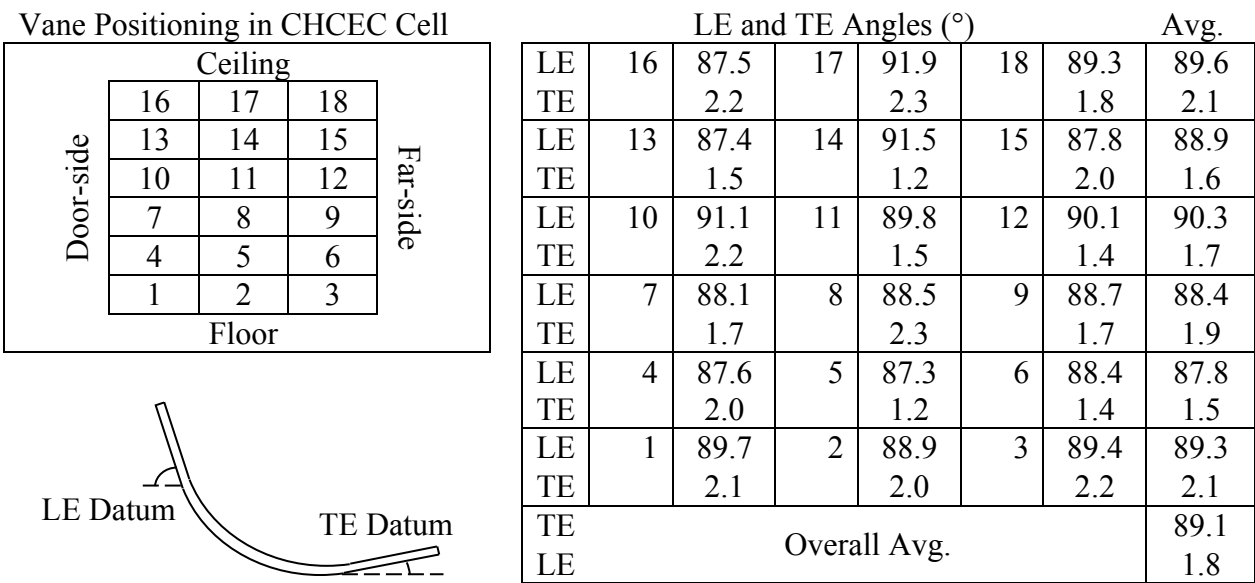 Vane Positioning in CHCEC Cell
Ceiling
16 17 18
13 14 15
10 11 12
7 8 9
4 5 6
1 2 3
Floor
Door-side
Far-side
LE Datum
TE Datum
LE and TE Angles (°) Avg.
LE 16 87.5 17 91.9 18 89.3 89.6
TE 2.2 2.3 1.8 2.1
LE 13 87.4 14 91.5 15 87.8 88.9
TE 1.5 1.2 2.0 1.6
LE 10 91.1 11 89.8 12 90.1 90.3
TE 2.2 1.5 1.4 1.7
LE 7 88.1 8 88.5 9 88.7 88.4
TE 1.7 2.3 1.7 1.9
LE 4 87.6 5 87.3 6 88.4 87.8
TE 2.0 1.2 1.4 1.5
LE 1 89.7 2 88.9 3 89.4 89.3
TE 2.1 2.0 2.2 2.1
TE 89.1
Overall Avg.
LE 1.8